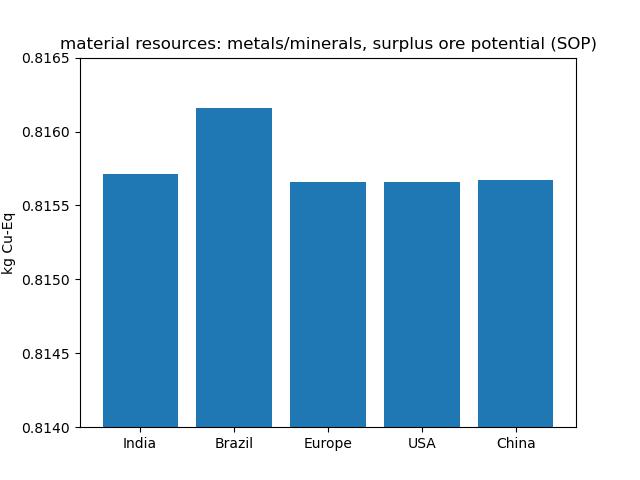 material resources: metals/minerals, surplus ore potential (SOP)
0.8165
0.8160
0.8155
0.8150
0.8145
0.8140
kg Cu-Eq
India Brazil Europe USA China